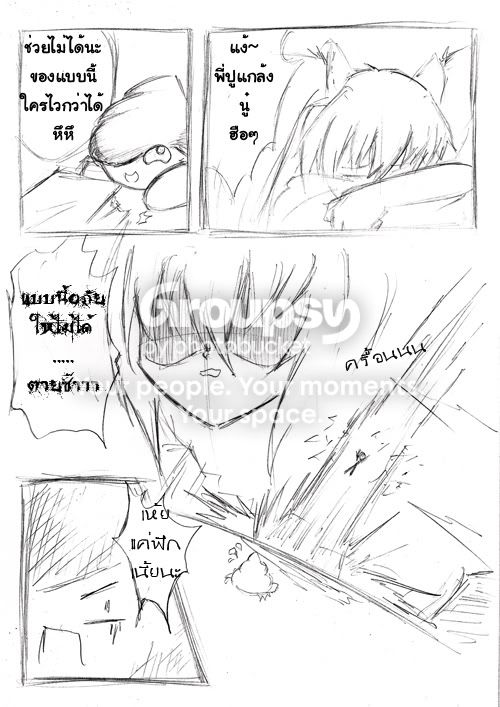 ช่วยไม่ได้นะ
ของแบบนี้
ใครไวกว่าได้
หึหึ
แง้~
พี่ปูแกล้ง
นู๋
ฮือๆ
แบบนี้อภัย
ให้ไม่ได้
.....
ตายซ้าาา
ครื้อนนน
เห้ย
แค่ฟัก
เห้ยนะ
Groupsy
by photobucket
Your people. Your moments.
Your space.